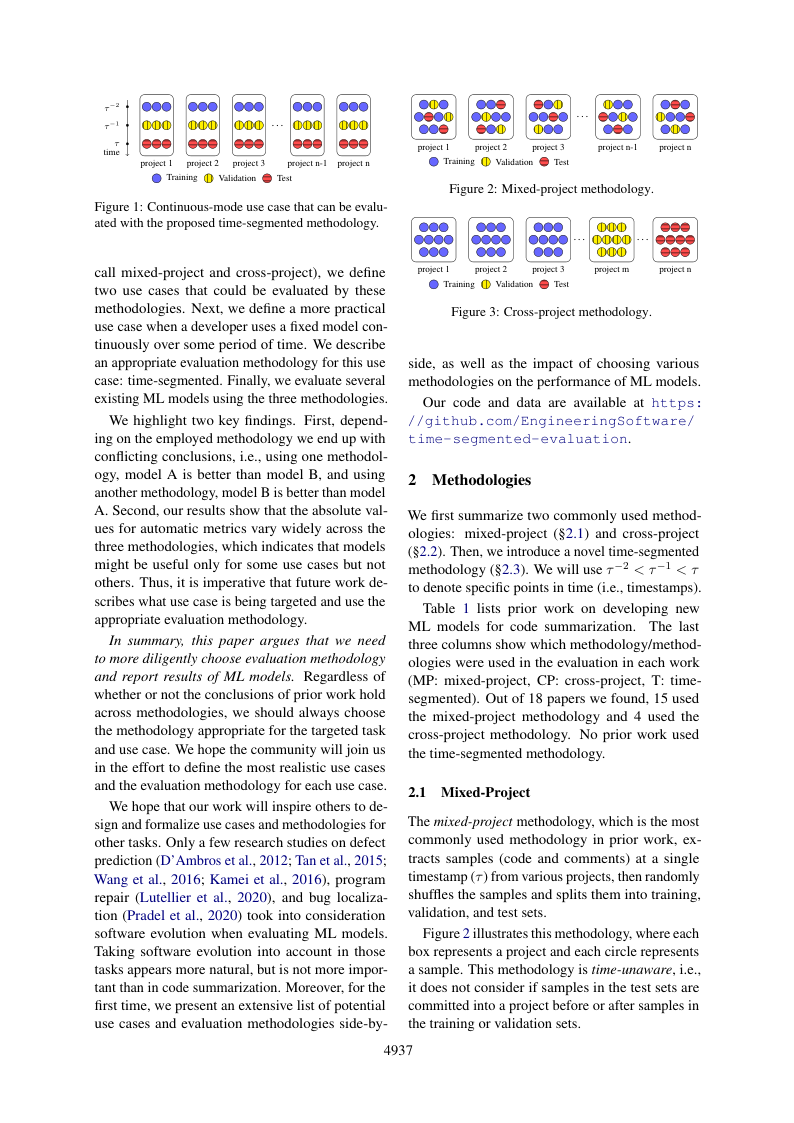 τ−2
τ−1
τ
time
project 1 project 2 project 3 ··· project n-1 project n
Training Validation Test
Figure 1: Continuous-mode use case that can be evalu-
ated with the proposed time-segmented methodology.
call mixed-project and cross-project), we define
two use cases that could be evaluated by these
methodologies. Next, we define a more practical
use case when a developer uses a fixed model con-
tinuously over some period of time. We describe
an appropriate evaluation methodology for this use
case: time-segmented. Finally, we evaluate several
existing ML models using the three methodologies.
We highlight two key findings. First, depend-
ing on the employed methodology we end up with
conflicting conclusions, i.e., using one methodol-
ogy, model A is better than model B, and using
another methodology, model B is better than model
A. Second, our results show that the absolute val-
ues for automatic metrics vary widely across the
three methodologies, which indicates that models
might be useful only for some use cases but not
others. Thus, it is imperative that future work de-
scribes what use case is being targeted and use the
appropriate evaluation methodology.
In summary, this paper argues that we need
to more diligently choose evaluation methodology
and report results of ML models. Regardless of
whether or not the conclusions of prior work hold
across methodologies, we should always choose
the methodology appropriate for the targeted task
and use case. We hope the community will join us
in the effort to define the most realistic use cases
and the evaluation methodology for each use case.
We hope that our work will inspire others to de-
sign and formalize use cases and methodologies for
other tasks. Only a few research studies on defect
prediction (D'Ambros et al., 2012; Tan et al., 2015;
Wang et al., 2016; Kamei et al., 2016), program
repair (Lutellier et al., 2020), and bug localiza-
tion (Pradel et al., 2020) took into consideration
software evolution when evaluating ML models.
Taking software evolution into account in those
tasks appears more natural, but is not more impor-
tant than in code summarization. Moreover, for the
first time, we present an extensive list of potential
use cases and evaluation methodologies side-by-
project 1 project 2 project 3 ··· project n-1 project n
Training Validation Test
Figure 2: Mixed-project methodology.
project 1 project 2 project 3 ··· project m ··· project n
Training Validation Test
Figure 3: Cross-project methodology.
side, as well as the impact of choosing various
methodologies on the performance of ML models.
Our code and data are available at https:
//github.com/EngineeringSoftware/
time-segmented-evaluation.
2 Methodologies
We first summarize two commonly used method-
ologies: mixed-project (§2.1) and cross-project
(§2.2). Then, we introduce a novel time-segmented
methodology (§2.3). We will use τ−2 < τ−1 < τ
to denote specific points in time (i.e., timestamps).
Table 1 lists prior work on developing new
ML models for code summarization. The last
three columns show which methodology/method-
ologies were used in the evaluation in each work
(MP: mixed-project, CP: cross-project, T: time-
segmented). Out of 18 papers we found, 15 used
the mixed-project methodology and 4 used the
cross-project methodology. No prior work used
the time-segmented methodology.
2.1 Mixed-Project
The mixed-project methodology, which is the most
commonly used methodology in prior work, ex-
tracts samples (code and comments) at a single
timestamp (τ) from various projects, then randomly
shuffles the samples and splits them into training,
validation, and test sets.
Figure 2 illustrates this methodology, where each
box represents a project and each circle represents
a sample. This methodology is time-unaware, i.e.,
it does not consider if samples in the test sets are
committed into a project before or after samples in
the training or validation sets.
4937